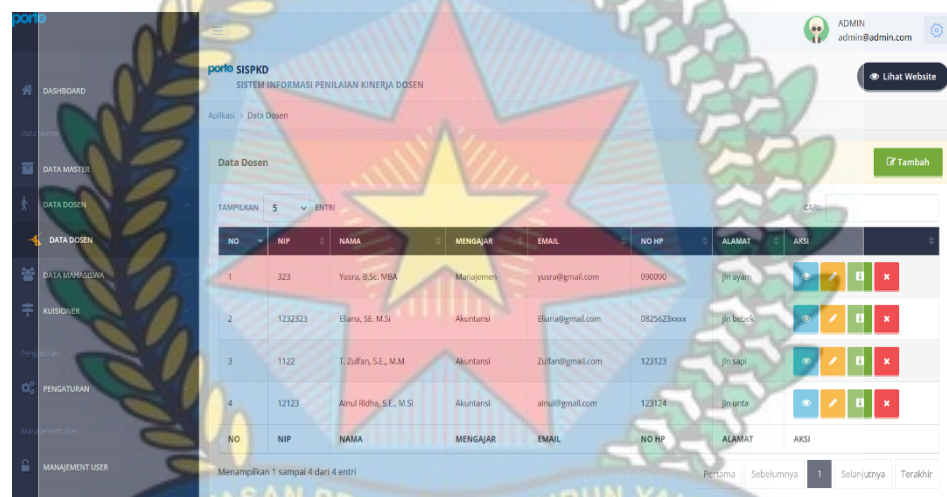 porto
ADMIN
admin@admin.com
porto SISPKD
SISTEM INFORMASI PENILAIAN KINERJA DOSEN
Lihat Website
DASHBOARD
Aplikasi > Data Dosen
Data Master
DATA MASTER
Data Dosen
Tambah
DATA DOSEN
TAMPILKAN 5 ENTRI
CARI:
DATA DOSEN
NO NIP NAMA MENGAJAR EMAIL NO HP ALAMAT AKSI
DATA MAHASISWA
1 323 Yusra, B.Sc. MBA Manajemen yusra@gmail.com 090090 jln ayam
KUISIONER
2 1232323 Eliana, SE. M.Si Akuntansi Eliana@gmail.com 0825623xxxx jln bebek
Pengaturan
3 1122 T. Zulfan, S.E., M.M Akuntansi Zulfan@gmail.com 123123 jln sapi
PENGATURAN
4 12123 Ainul Ridha, S.E., M.SI Akuntansi ainul@gmail.com 123124 jln unta
Manajement User
NO NIP NAMA MENGAJAR EMAIL NO HP ALAMAT AKSI
MANAJEMENT USER
Menampilkan 1 sampai 4 dari 4 entri
Pertama Sebelumnya 1 Selanjutnya Terakhir